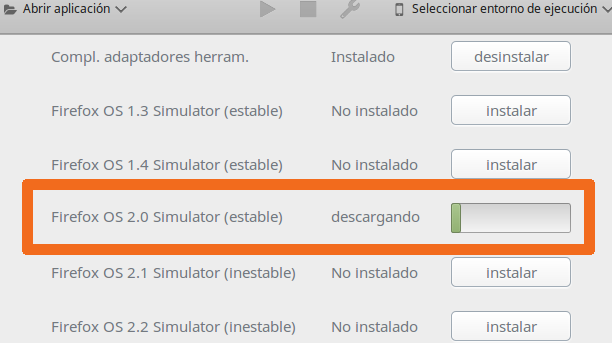 Abrir aplicación Seleccionar entorno de ejecución
Compl. adaptadores herram. Instalado desinstalar
Firefox OS 1.3 Simulator (estable) No instalado instalar
Firefox OS 1.4 Simulator (estable) No instalado instalar
Firefox OS 2.0 Simulator (estable) descargando
Firefox OS 2.1 Simulator (inestable) No instalado instalar
Firefox OS 2.2 Simulator (inestable) No instalado instalar